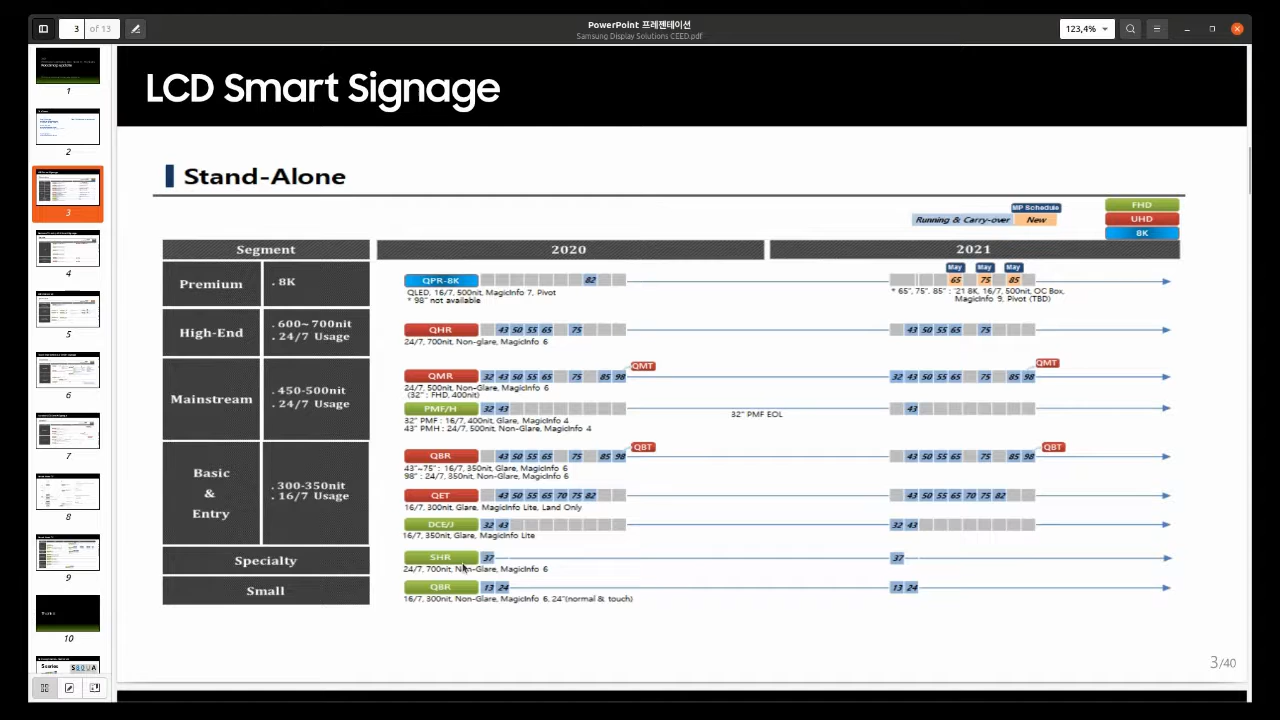 3 of 13
PowerPoint 프레젠테이션
Samsung Display Solutions CEED.pdf
123,4%
1
2
3
4
5
6
7
8
9
10
LCD Smart Signage
Stand-Alone
MP Schedule
Running & Carry-over New
FHD
UHD
8K
Segment 2020 2021
Premium . 8K
QPR-8K 82
QLED, 16/7, 500nit, MagicInfo 7, Pivot
* 98" not available
May May May
65 75 85
* 65", 75", 85" : '21 8K, 16/7, 500nit, OC Box,
MagicInfo 9, Pivot (TBD)
High-End . 600~700nit
. 24/7 Usage
QHR 43 50 55 65 75 43 50 55 65 75
24/7, 700nit, Non-glare, MagicInfo 6
Mainstream . 450-500nit
. 24/7 Usage
QMR 32 43 50 55 65 75 85 98 QMT 32 43 50 55 65 75 85 98 QMT
24/7, 500nit, Non-Glare, MagicInfo 6
(32" : FHD, 400nit)
PMF/H 32 43 32" PMF EOL 43
32" PMF : 16/7, 400nit, Glare, MagicInfo 4
43" PMH : 24/7, 500nit, Non-Glare, MagicInfo 4
Basic
&
Entry
. 300-350nit
. 16/7 Usage
QBR 43 50 55 65 75 85 98 QBT 43 50 55 65 75 85 98 QBT
43"~75" : 16/7, 350nit, Glare, MagicInfo 6
98" : 24/7, 350nit, Non-Glare, MagicInfo 6
QET 43 50 55 65 70 75 82 43 50 55 65 70 75 82
16/7, 300nit, Glare, MagicInfo Lite, Land Only
DCE/J 32 43 32 43
16/7, 350nit, Glare, MagicInfo Lite
Specialty
SHR 37 37
24/7, 700nit, Non-Glare, MagicInfo 6
Small
QBR 13 24 13 24
16/7, 300nit, Non-Glare, MagicInfo 6, 24"(normal & touch)
3/40